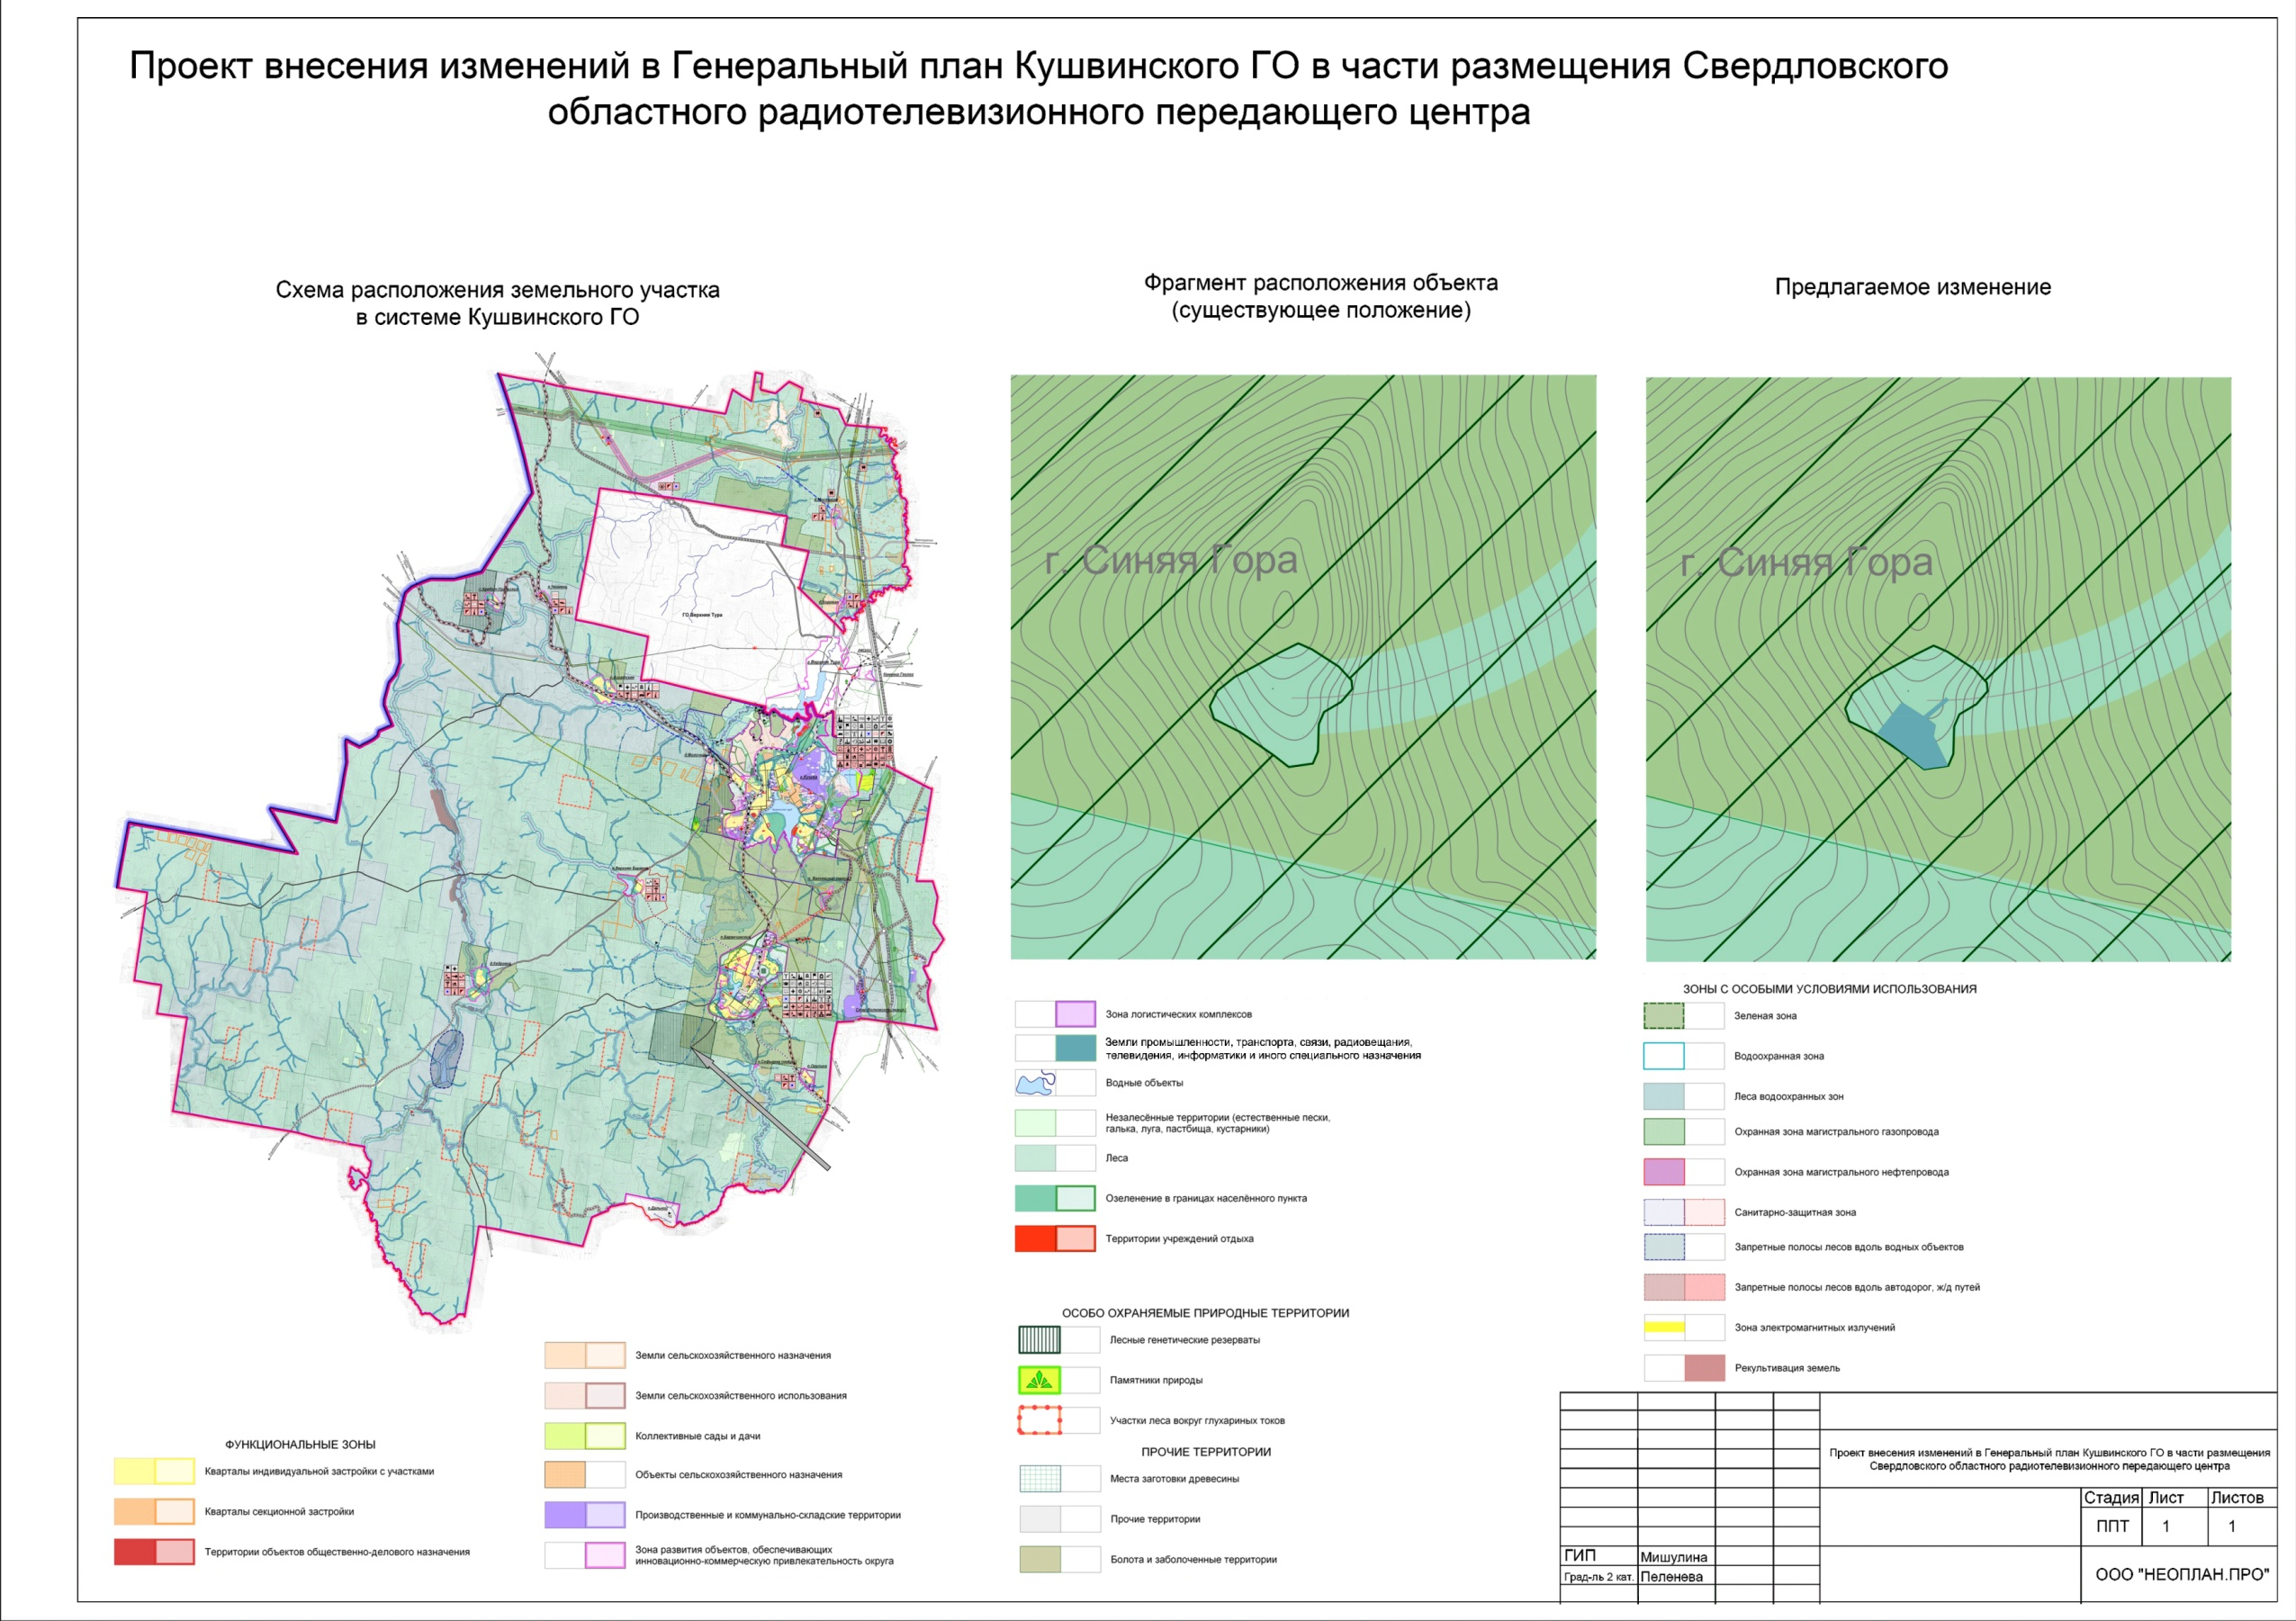 Проект внесения изменений в Генеральный план Кушвинского ГО в части размещения Свердловского
областного радиотелевизионного передающего центра
Схема расположения земельного участка
в системе Кушвинского ГО
Фрагмент расположения объекта
(существующее положение)
Предлагаемое изменение
ГО Верхняя Тура
г. Синяя Гора
г. Синяя Гора
Зона логистических комплексов
Земли промышленности, транспорта, связи, радиовещания,
телевидения, информатики и иного специального назначения
Водные объекты
Незалесённые территории (естественные пески,
галька, луга, пастбища, кустарники)
Леса
Озеленение в границах населённого пункта
Территории учреждений отдыха
ОСОБО ОХРАНЯЕМЫЕ ПРИРОДНЫЕ ТЕРРИТОРИИ
Лесные генетические резерваты
Памятники природы
Участки леса вокруг глухариных токов
ПРОЧИЕ ТЕРРИТОРИИ
Места заготовки древесины
Прочие территории
Болота и заболоченные территории
ЗОНЫ С ОСОБЫМИ УСЛОВИЯМИ ИСПОЛЬЗОВАНИЯ
Зеленая зона
Водоохранная зона
Леса водоохранных зон
Охранная зона магистрального газопровода
Охранная зона магистрального нефтепровода
Санитарно-защитная зона
Запретные полосы лесов вдоль водных объектов
Запретные полосы лесов вдоль автодорог, ж/д путей
Зона электромагнитных излучений
Рекультивация земель
ФУНКЦИОНАЛЬНЫЕ ЗОНЫ
Кварталы индивидуальной застройки с участками
Кварталы секционной застройки
Территории объектов общественно-делового назначения
Земли сельскохозяйственного назначения
Земли сельскохозяйственного использования
Коллективные сады и дачи
Объекты сельскохозяйственного назначения
Производственные и коммунально-складские территории
Зона развития объектов, обеспечивающих
инновационно-коммерческую привлекательность округа
Проект внесения изменений в Генеральный план Кушвинского ГО в части размещения
Свердловского областного радиотелевизионного передающего центра
Стадия Лист Листов
ППТ 1 1
ГИП Мишулина
Град-ль 2 кат. Пеленева
ООО "НЕОПЛАН.ПРО"